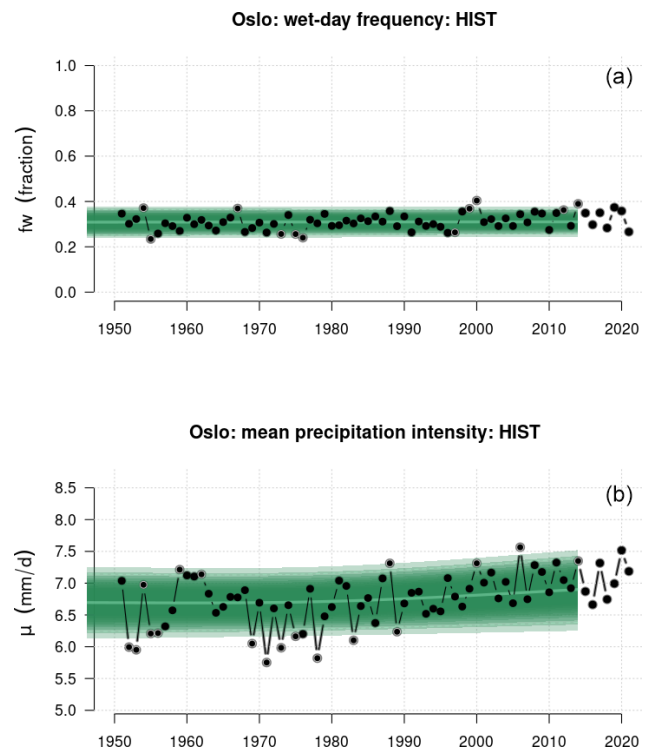 Oslo: wet-day frequency: HIST
(a)
fw (fraction)
1.0
0.8
0.6
0.4
0.2
0.0
1950 1960 1970 1980 1990 2000 2010 2020
Oslo: mean precipitation intensity: HIST
(b)
μ (mm/d)
8.5
8.0
7.5
7.0
6.5
6.0
5.5
5.0
1950 1960 1970 1980 1990 2000 2010 2020